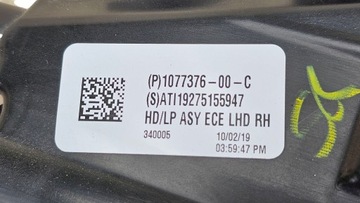 (P)1077376-00-C
(S)ATI19275155947
HD/LP ASY ECE LHD RH
340005 10/02/19
03:59:47 PM